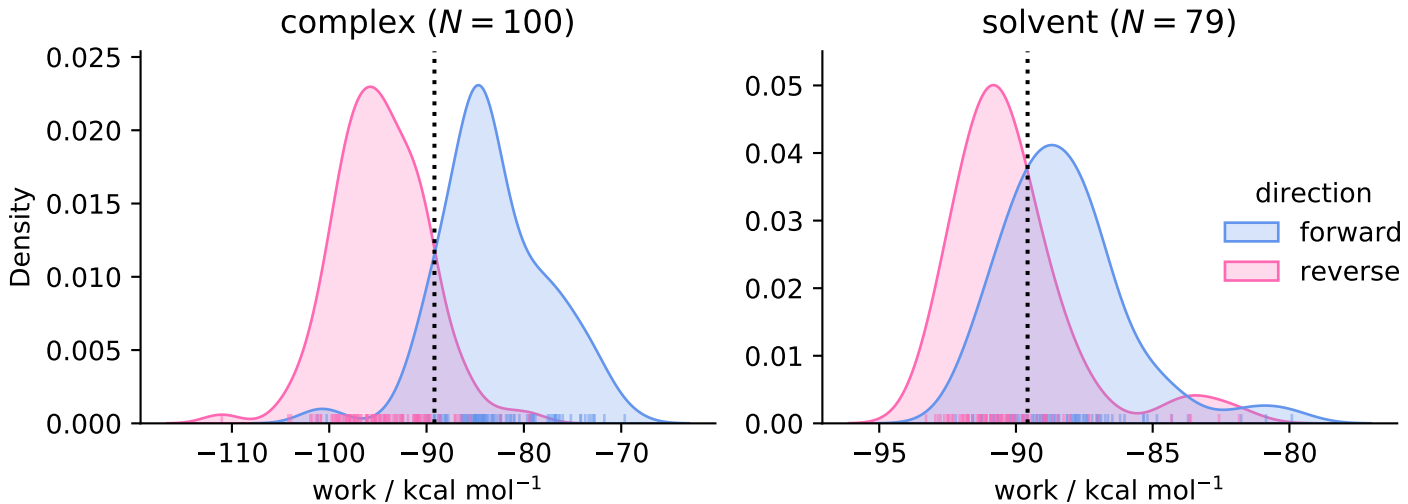 complex (N = 100)
0.025
0.020
0.015
0.010
0.005
0.000
Density
−110
−100
−90
−80
−70
work / kcal mol⁻¹
solvent (N = 79)
0.05
0.04
0.03
0.02
0.01
0.00
−95
−90
−85
−80
work / kcal mol⁻¹
direction
forward
reverse